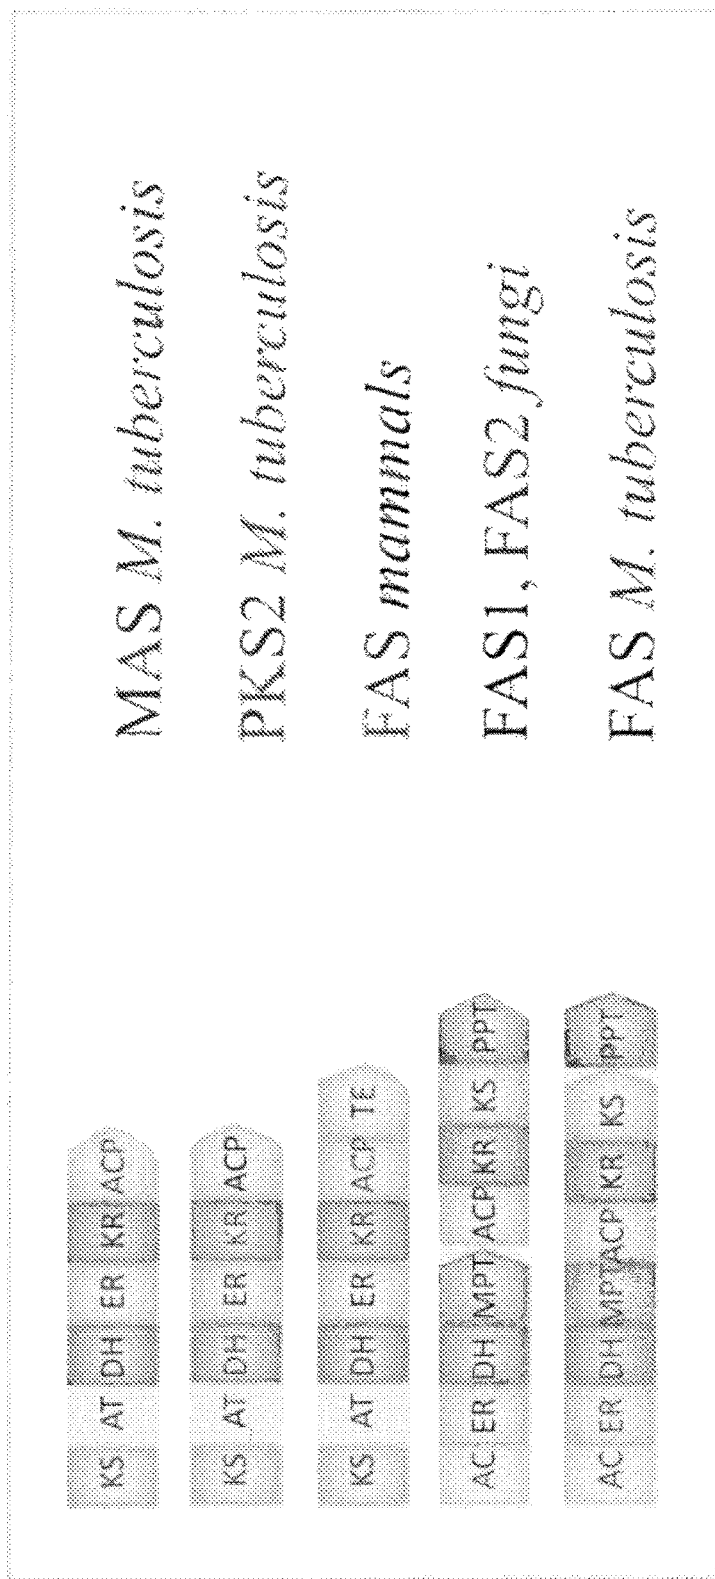 KS AT DH ER KR ACP MAS M. tuberculosis
KS AT DH ER KR ACP PKS2 M. tuberculosis
KS AT DH ER KR ACP TE FAS mammals
AC ER DH MPT ACP KR KS PPT FAS1, FAS2 fungi
AC ER DH MPT ACP KR KS PPT FAS M. tuberculosis